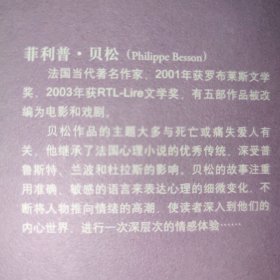 菲利普·贝松（Philippe Besson）
法国当代著名作家，2001年获罗布莱斯文学
奖，2003年获RTL-Lire文学奖，有五部作品被改
编为电影和戏剧。
贝松作品的主题大多与死亡或痛失爱人有
关，他继承了法国心理小说的优秀传统，深受普
鲁斯特、兰波和杜拉斯的影响。贝松的故事注重
用准确、敏感的语言来表达心理的细微变化，不
断将人物推向情绪的高潮，使读者深入到他们的
内心世界，进行一次深层次的情感体验……